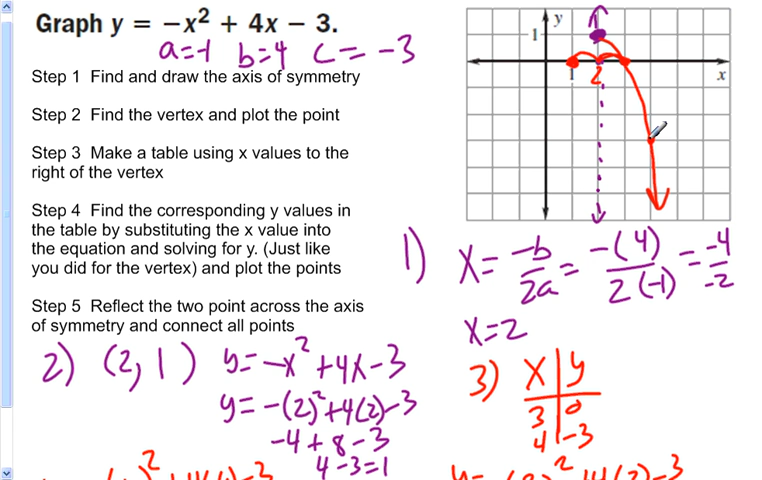 Graph y = −x² + 4x − 3.
a=-1 b=4 c=-3
Step 1 Find and draw the axis of symmetry
Step 2 Find the vertex and plot the point
Step 3 Make a table using x values to the
right of the vertex
Step 4 Find the corresponding y values in
the table by substituting the x value into
the equation and solving for y. (Just like
you did for the vertex) and plot the points
Step 5 Reflect the two point across the axis
of symmetry and connect all points
y
1
1
2
x
1) x = -b/2a = -(4)/2(-1) = -4/-2
x=2
2) (2,1) y=-x²+4x-3
y=-(2)²+4(2)-3
-4+8-3
4-3=1
3) x | y
3 | 0
4 | -3